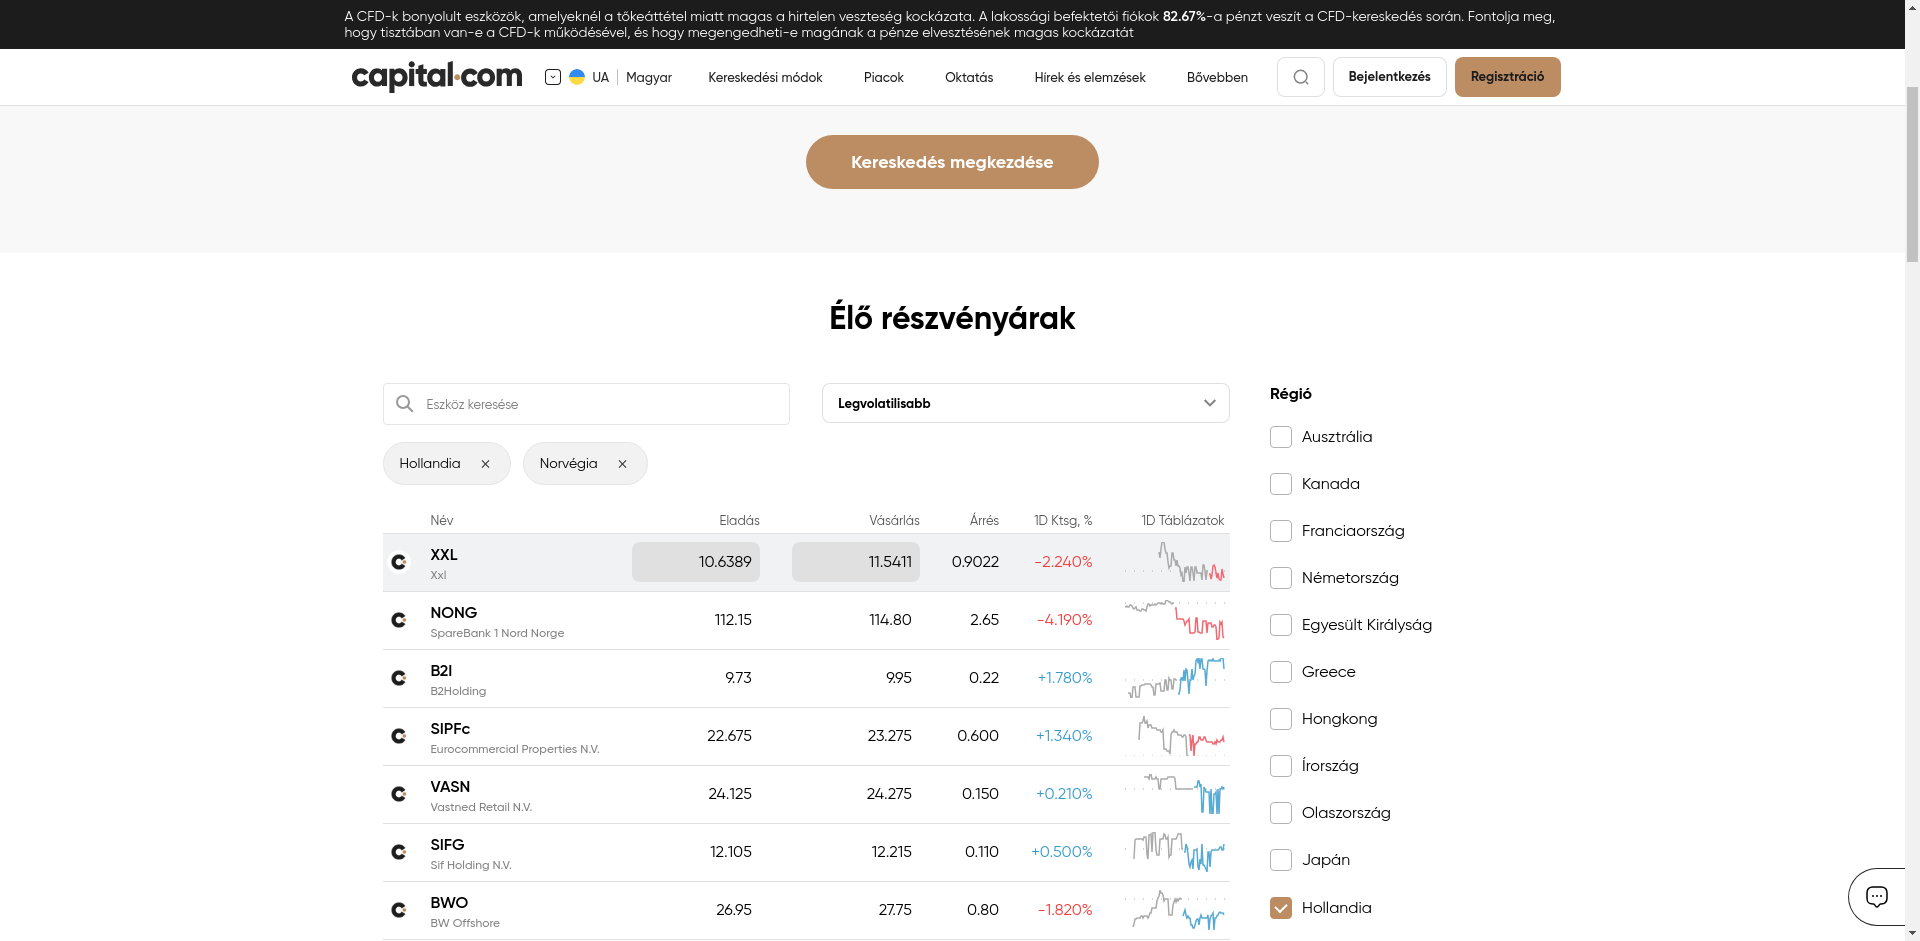 A CFD-k bonyolult eszközök, amelyeknél a tőkeáttétel miatt magas a hirtelen veszteség kockázata. A lakossági befektetői fiókok 82.67%-a pénzt veszít a CFD-kereskedés során. Fontolja meg,
hogy tisztában van-e a CFD-k működésével, és hogy megengedheti-e magának a pénze elvesztésének magas kockázatát
capital.com UA Magyar Kereskedési módok Piacok Oktatás Hírek és elemzések Bővebben Bejelentkezés Regisztráció
Kereskedés megkezdése
Élő részvényárak
Eszköz keresése Legvolatilisabb
Hollandia Norvégia
Név Eladás Vásárlás Árrés 1D Ktsg, % 1D Táblázatok
XXL 10.6389 11.5411 0.9022 -2.240%
Xxl
NONG 112.15 114.80 2.65 -4.190%
SpareBank 1 Nord Norge
B2I 9.73 9.95 0.22 +1.780%
B2Holding
SIPFc 22.675 23.275 0.600 +1.340%
Eurocommercial Properties N.V.
VASN 24.125 24.275 0.150 +0.210%
Vastned Retail N.V.
SIFG 12.105 12.215 0.110 +0.500%
Sif Holding N.V.
BWO 26.95 27.75 0.80 -1.820%
BW Offshore
Régió
Ausztrália
Kanada
Franciaország
Németország
Egyesült Királyság
Greece
Hongkong
Írország
Olaszország
Japán
Hollandia